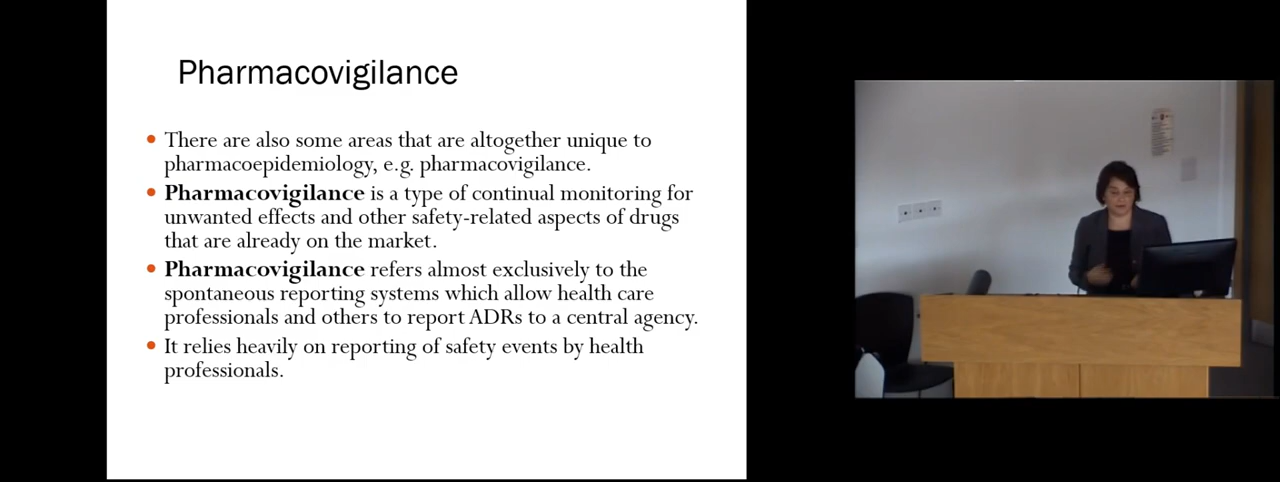 Pharmacovigilance
• There are also some areas that are altogether unique to
pharmacoepidemiology, e.g. pharmacovigilance.
• Pharmacovigilance is a type of continual monitoring for
unwanted effects and other safety-related aspects of drugs
that are already on the market.
• Pharmacovigilance refers almost exclusively to the
spontaneous reporting systems which allow health care
professionals and others to report ADRs to a central agency.
• It relies heavily on reporting of safety events by health
professionals.